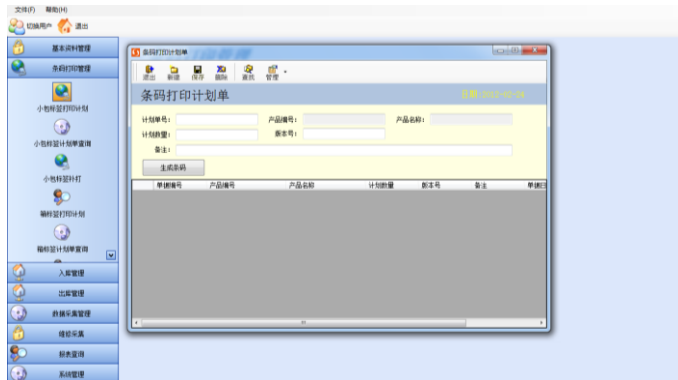 文件(F) 帮助(H)
切换用户 退出
基本资料管理
条码打印管理
小包标签打印计划
小包标签计划单查询
小包标签补打
箱标签打印计划
箱标签计划单查询
入库管理
出库管理
数据采集管理
维修采集
报表查询
系统管理
条码打印计划单
退出 新建 保存 删除 查找 管理
条码打印计划单
计划单号: 产品编号: 产品名称:
计划数量: 版本号:
备注:
生成条码
单据编号 产品编号 产品名称 计划数量 版本号 备注